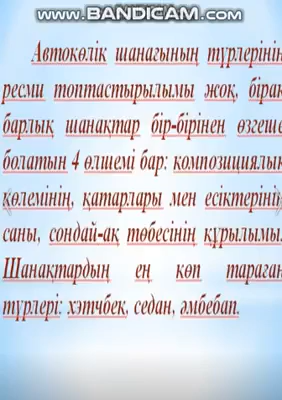 www.BANDICAM.com
Автокөлік шанағының түрлерінің
ресми топтастырылымы жоқ, бірақ
барлық шанақтар бір-бірінен өзгеше
болатын 4 өлшемі бар: композициялық
көлемінің, қатарлары мен есіктерінің
саны, сондай-ақ төбесінің құрылымы.
Шанақтардың ең көп тараған
түрлері: хэтчбек, седан, әмбебап.